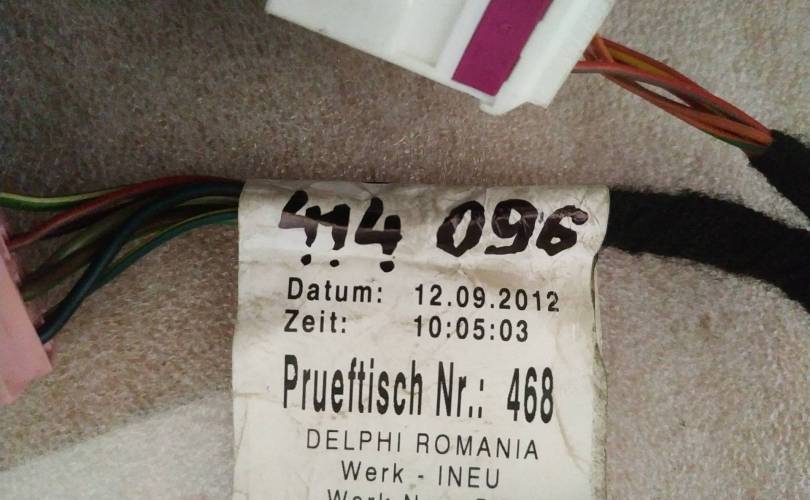 414 096
Datum: 12.09.2012
Zeit: 10:05:03
Prueftisch Nr.: 468
DELPHI ROMANIA
Werk - INEU